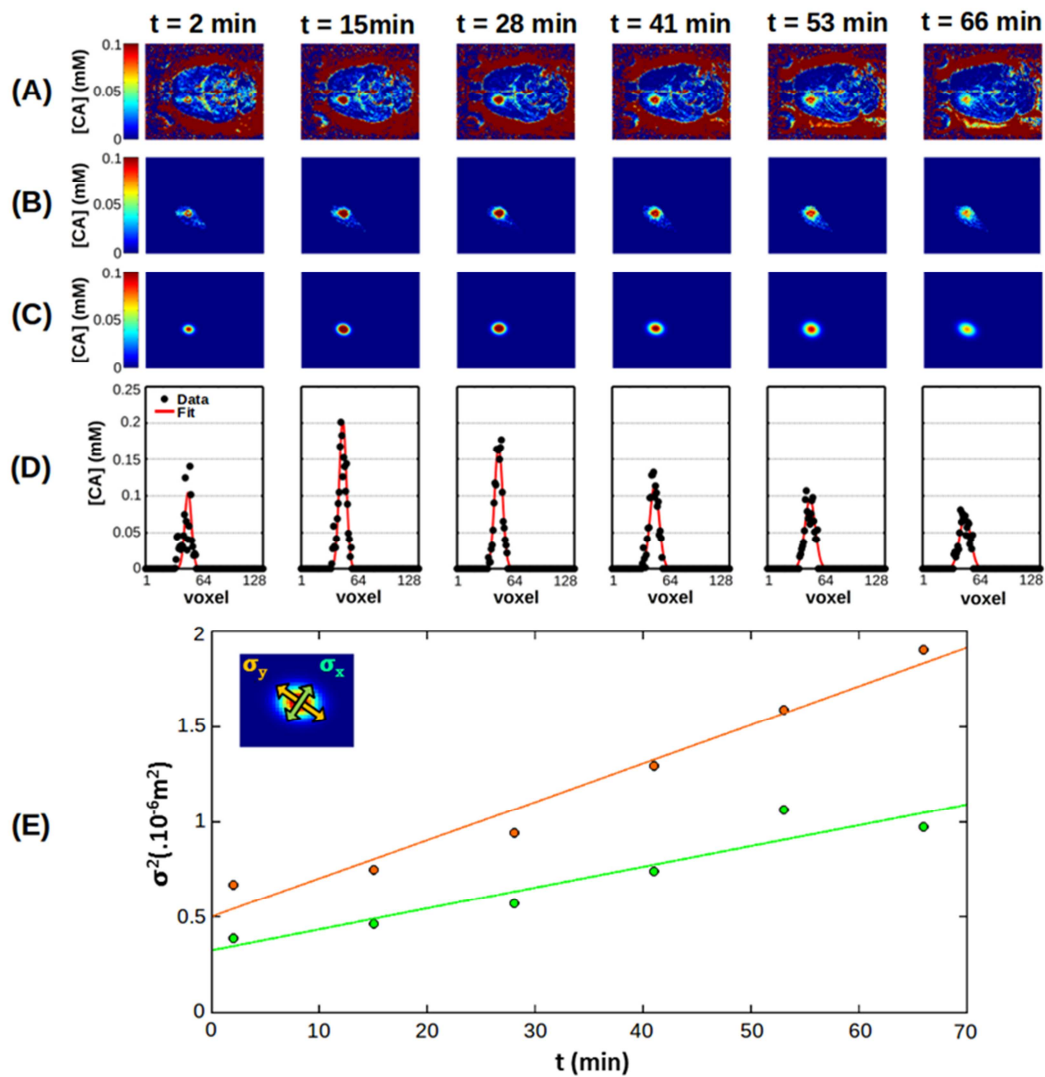 t = 2 min t = 15min t = 28 min t = 41 min t = 53 min t = 66 min
(A)
[CA] (mM)
0.1
0.05
0
(B)
[CA] (mM)
0.1
0.05
0
(C)
[CA] (mM)
0.1
0.05
0
(D)
[CA] (mM)
0.25
0.2
0.15
0.1
0.05
0
Data
Fit
1 64 128 1 64 128 1 64 128 1 64 128 1 64 128 1 64 128
voxel voxel voxel voxel voxel voxel
(E)
σ²(.10⁻⁶m²)
2
1.5
1
0.5
0
σy σx
0 10 20 30 40 50 60 70
t (min)